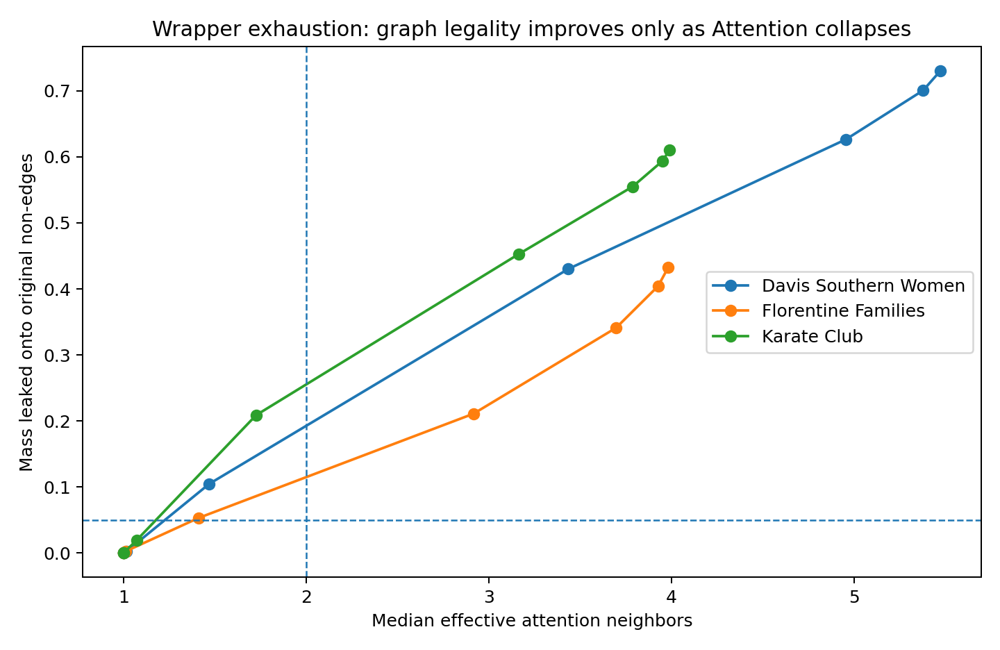 Wrapper exhaustion: graph legality improves only as Attention collapses
Mass leaked onto original non-edges
0.7
0.6
0.5
0.4
0.3
0.2
0.1
0.0
Davis Southern Women
Florentine Families
Karate Club
1
2
3
4
5
Median effective attention neighbors